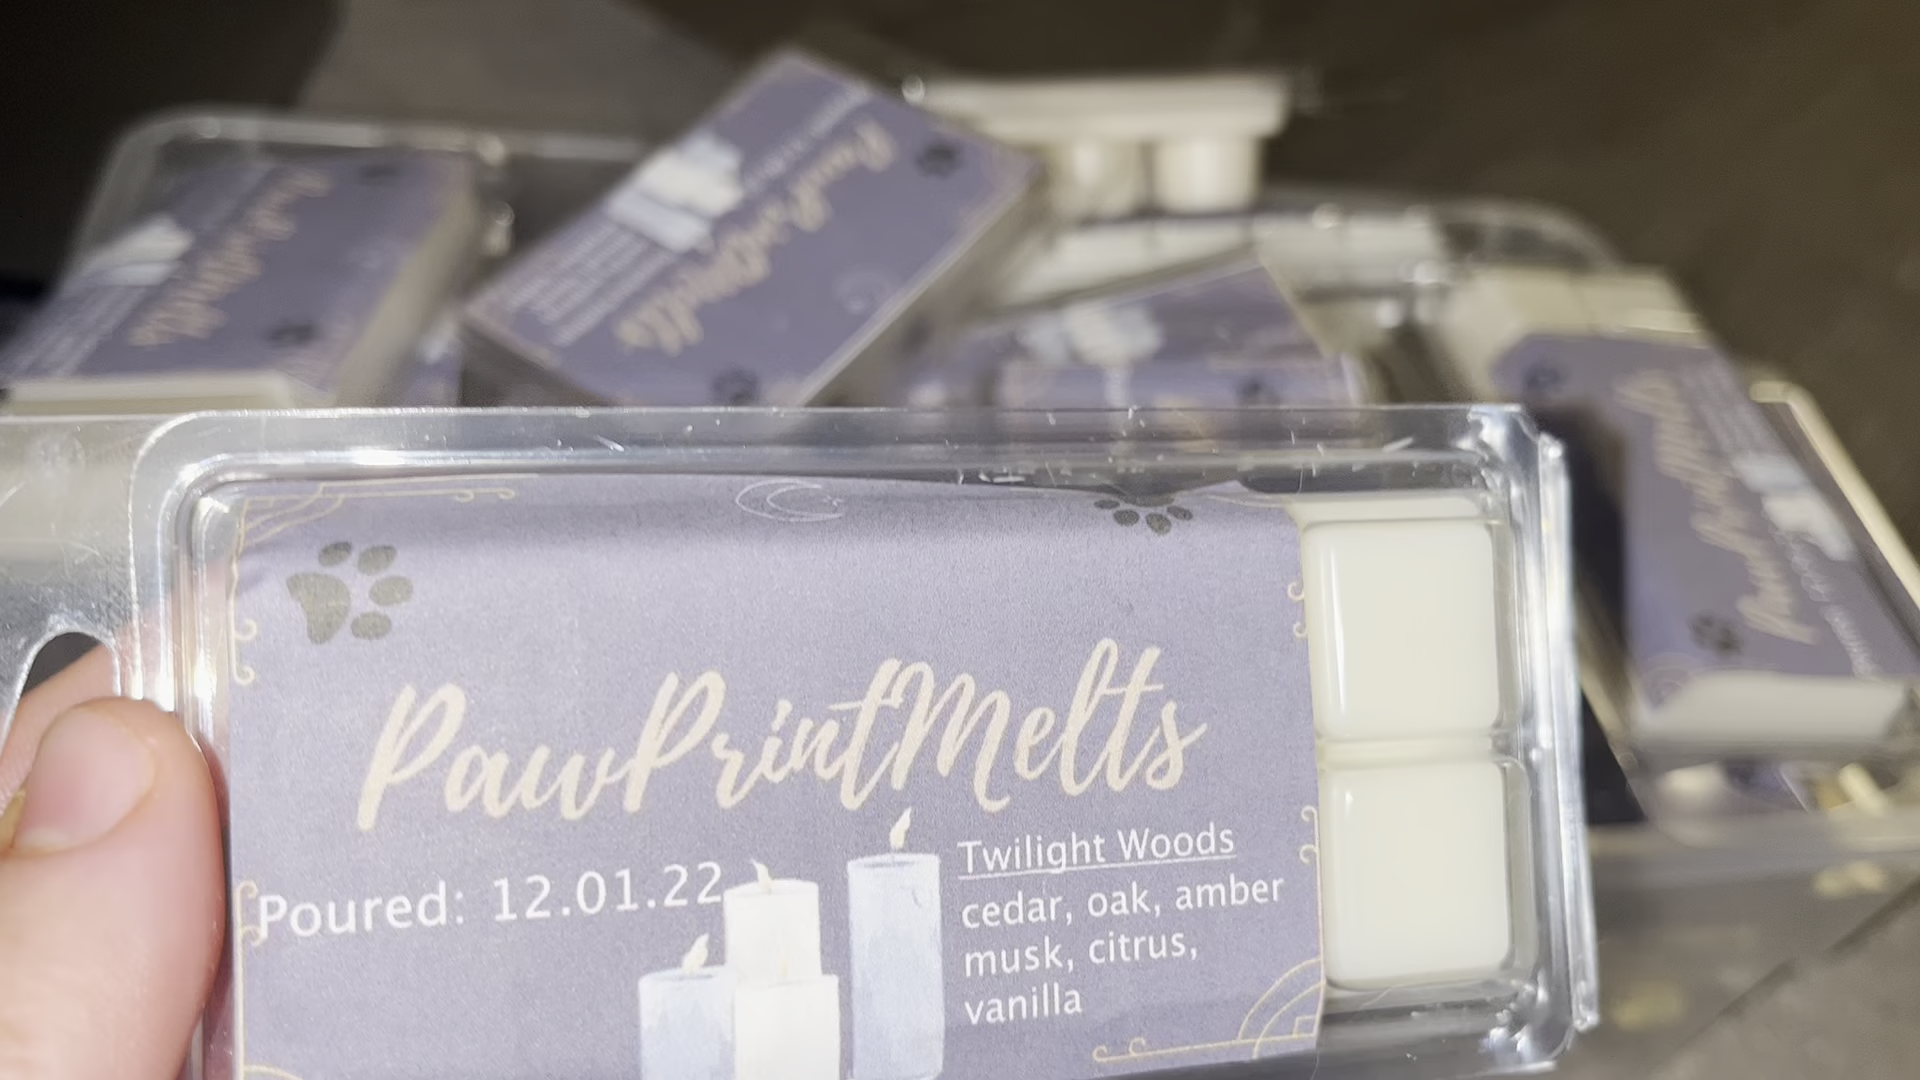 PawPrintMelts
Poured: 12.01.22
Twilight Woods
cedar, oak, amber
musk, citrus,
vanilla